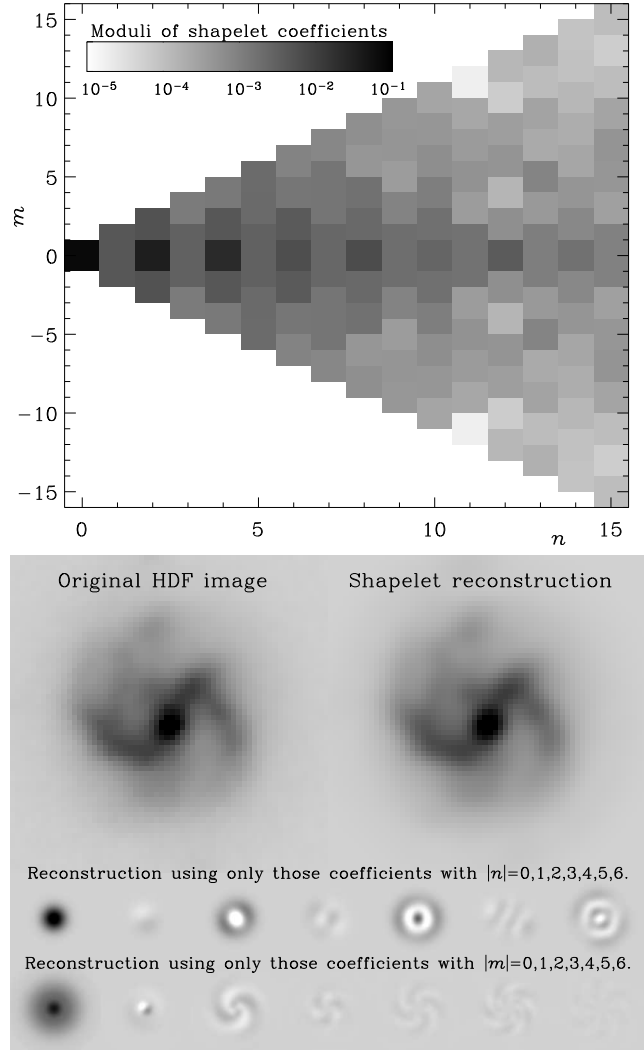 Moduli of shapelet coefficients
10⁻⁵ 10⁻⁴ 10⁻³ 10⁻² 10⁻¹
15
10
5
0
−5
−10
−15
m
0 5 10 15
n
Original HDF image
Shapelet reconstruction
Reconstruction using only those coefficients with |n|=0,1,2,3,4,5,6.
Reconstruction using only those coefficients with |m|=0,1,2,3,4,5,6.